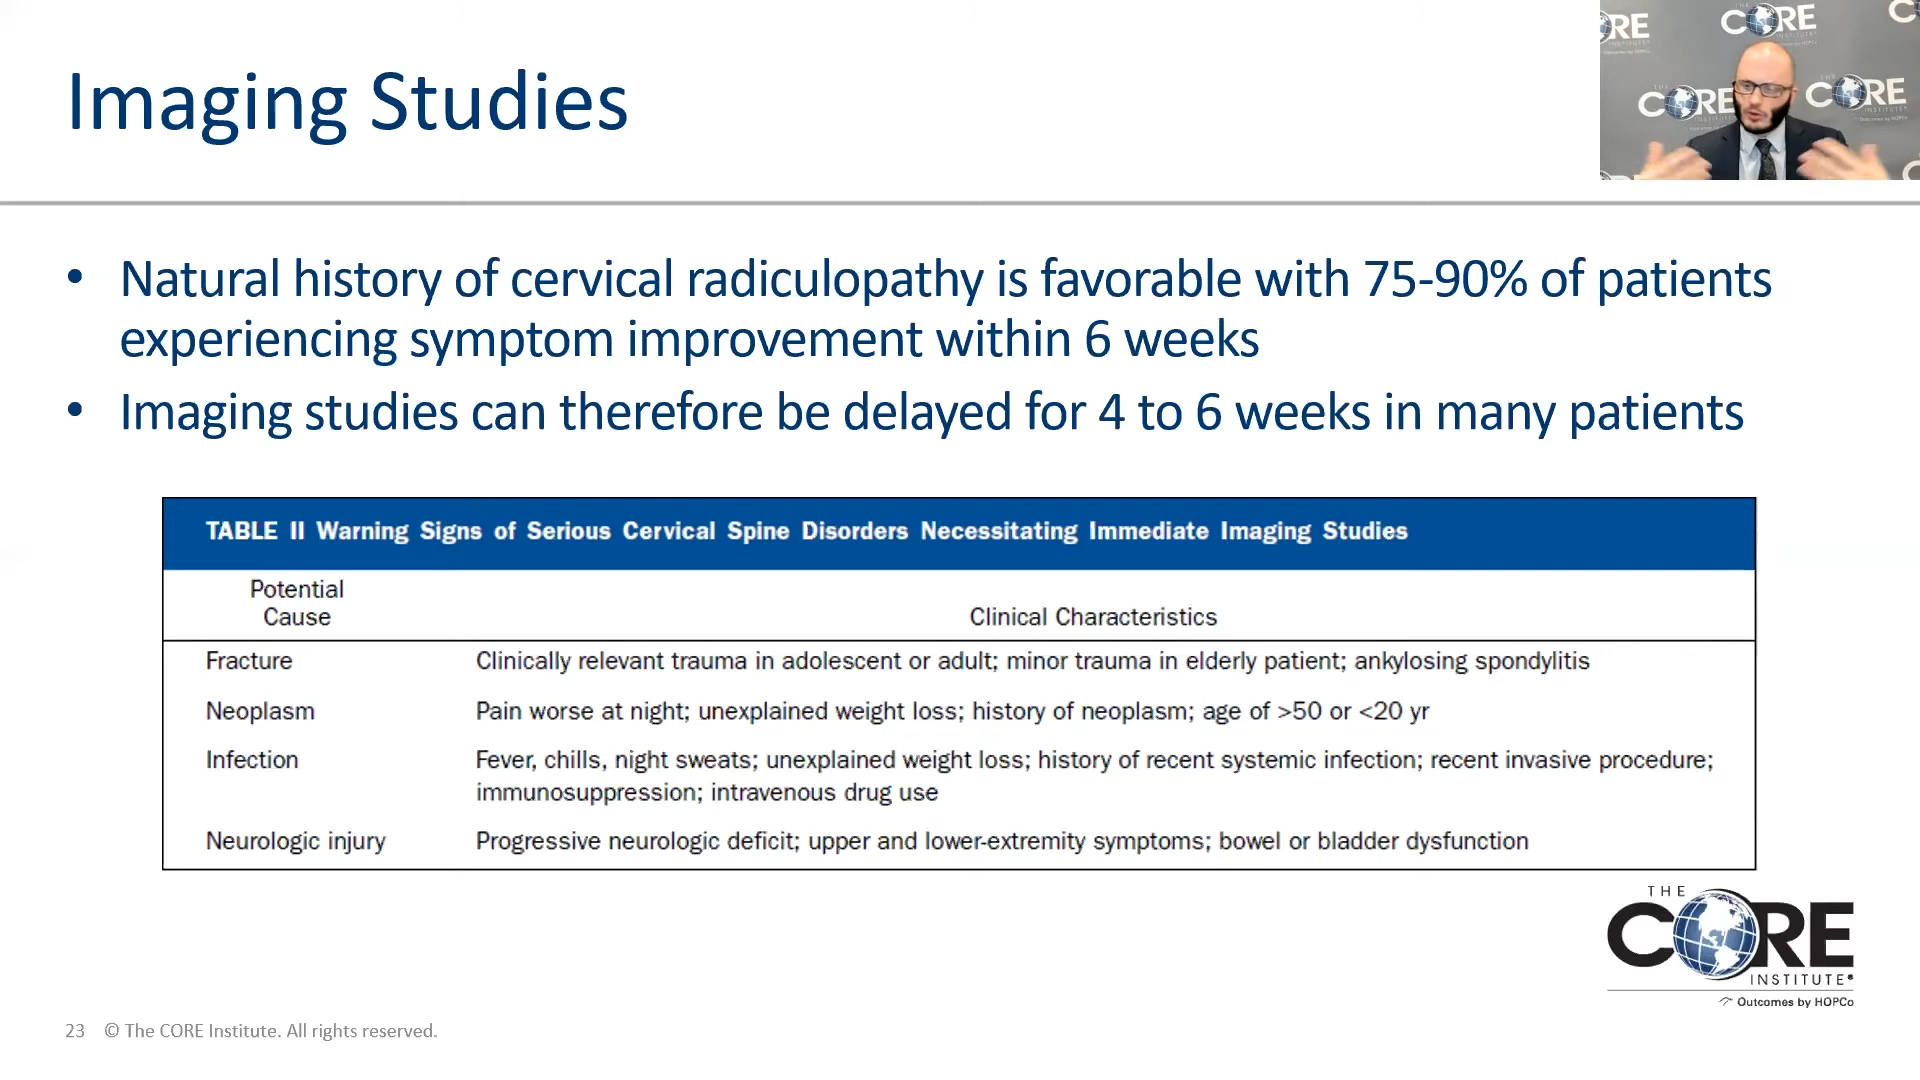 Imaging Studies
• Natural history of cervical radiculopathy is favorable with 75-90% of patients
experiencing symptom improvement within 6 weeks
• Imaging studies can therefore be delayed for 4 to 6 weeks in many patients
TABLE II Warning Signs of Serious Cervical Spine Disorders Necessitating Immediate Imaging Studies
Potential
Cause
Clinical Characteristics
Fracture
Clinically relevant trauma in adolescent or adult; minor trauma in elderly patient; ankylosing spondylitis
Neoplasm
Pain worse at night; unexplained weight loss; history of neoplasm; age of >50 or <20 yr
Infection
Fever, chills, night sweats; unexplained weight loss; history of recent systemic infection; recent invasive procedure;
immunosuppression; intravenous drug use
Neurologic injury
Progressive neurologic deficit; upper and lower-extremity symptoms; bowel or bladder dysfunction
THE
CORE
INSTITUTE®
Outcomes by HOPCo
23 © The CORE Institute. All rights reserved.
THE
CORE
INSTITUTE
CORE
CORE